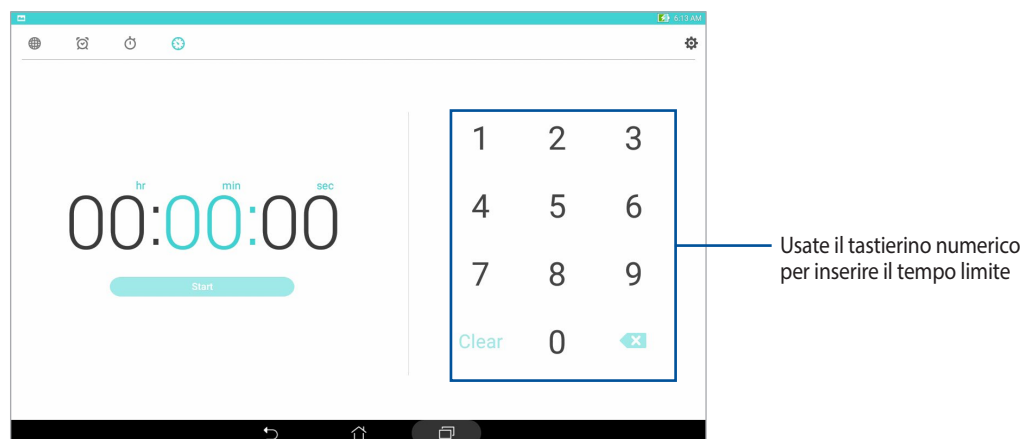 6:13 AM
hr min sec
00:00:00
Start
1 2 3
4 5 6
7 8 9
Clear 0
Usate il tastierino numerico
per inserire il tempo limite